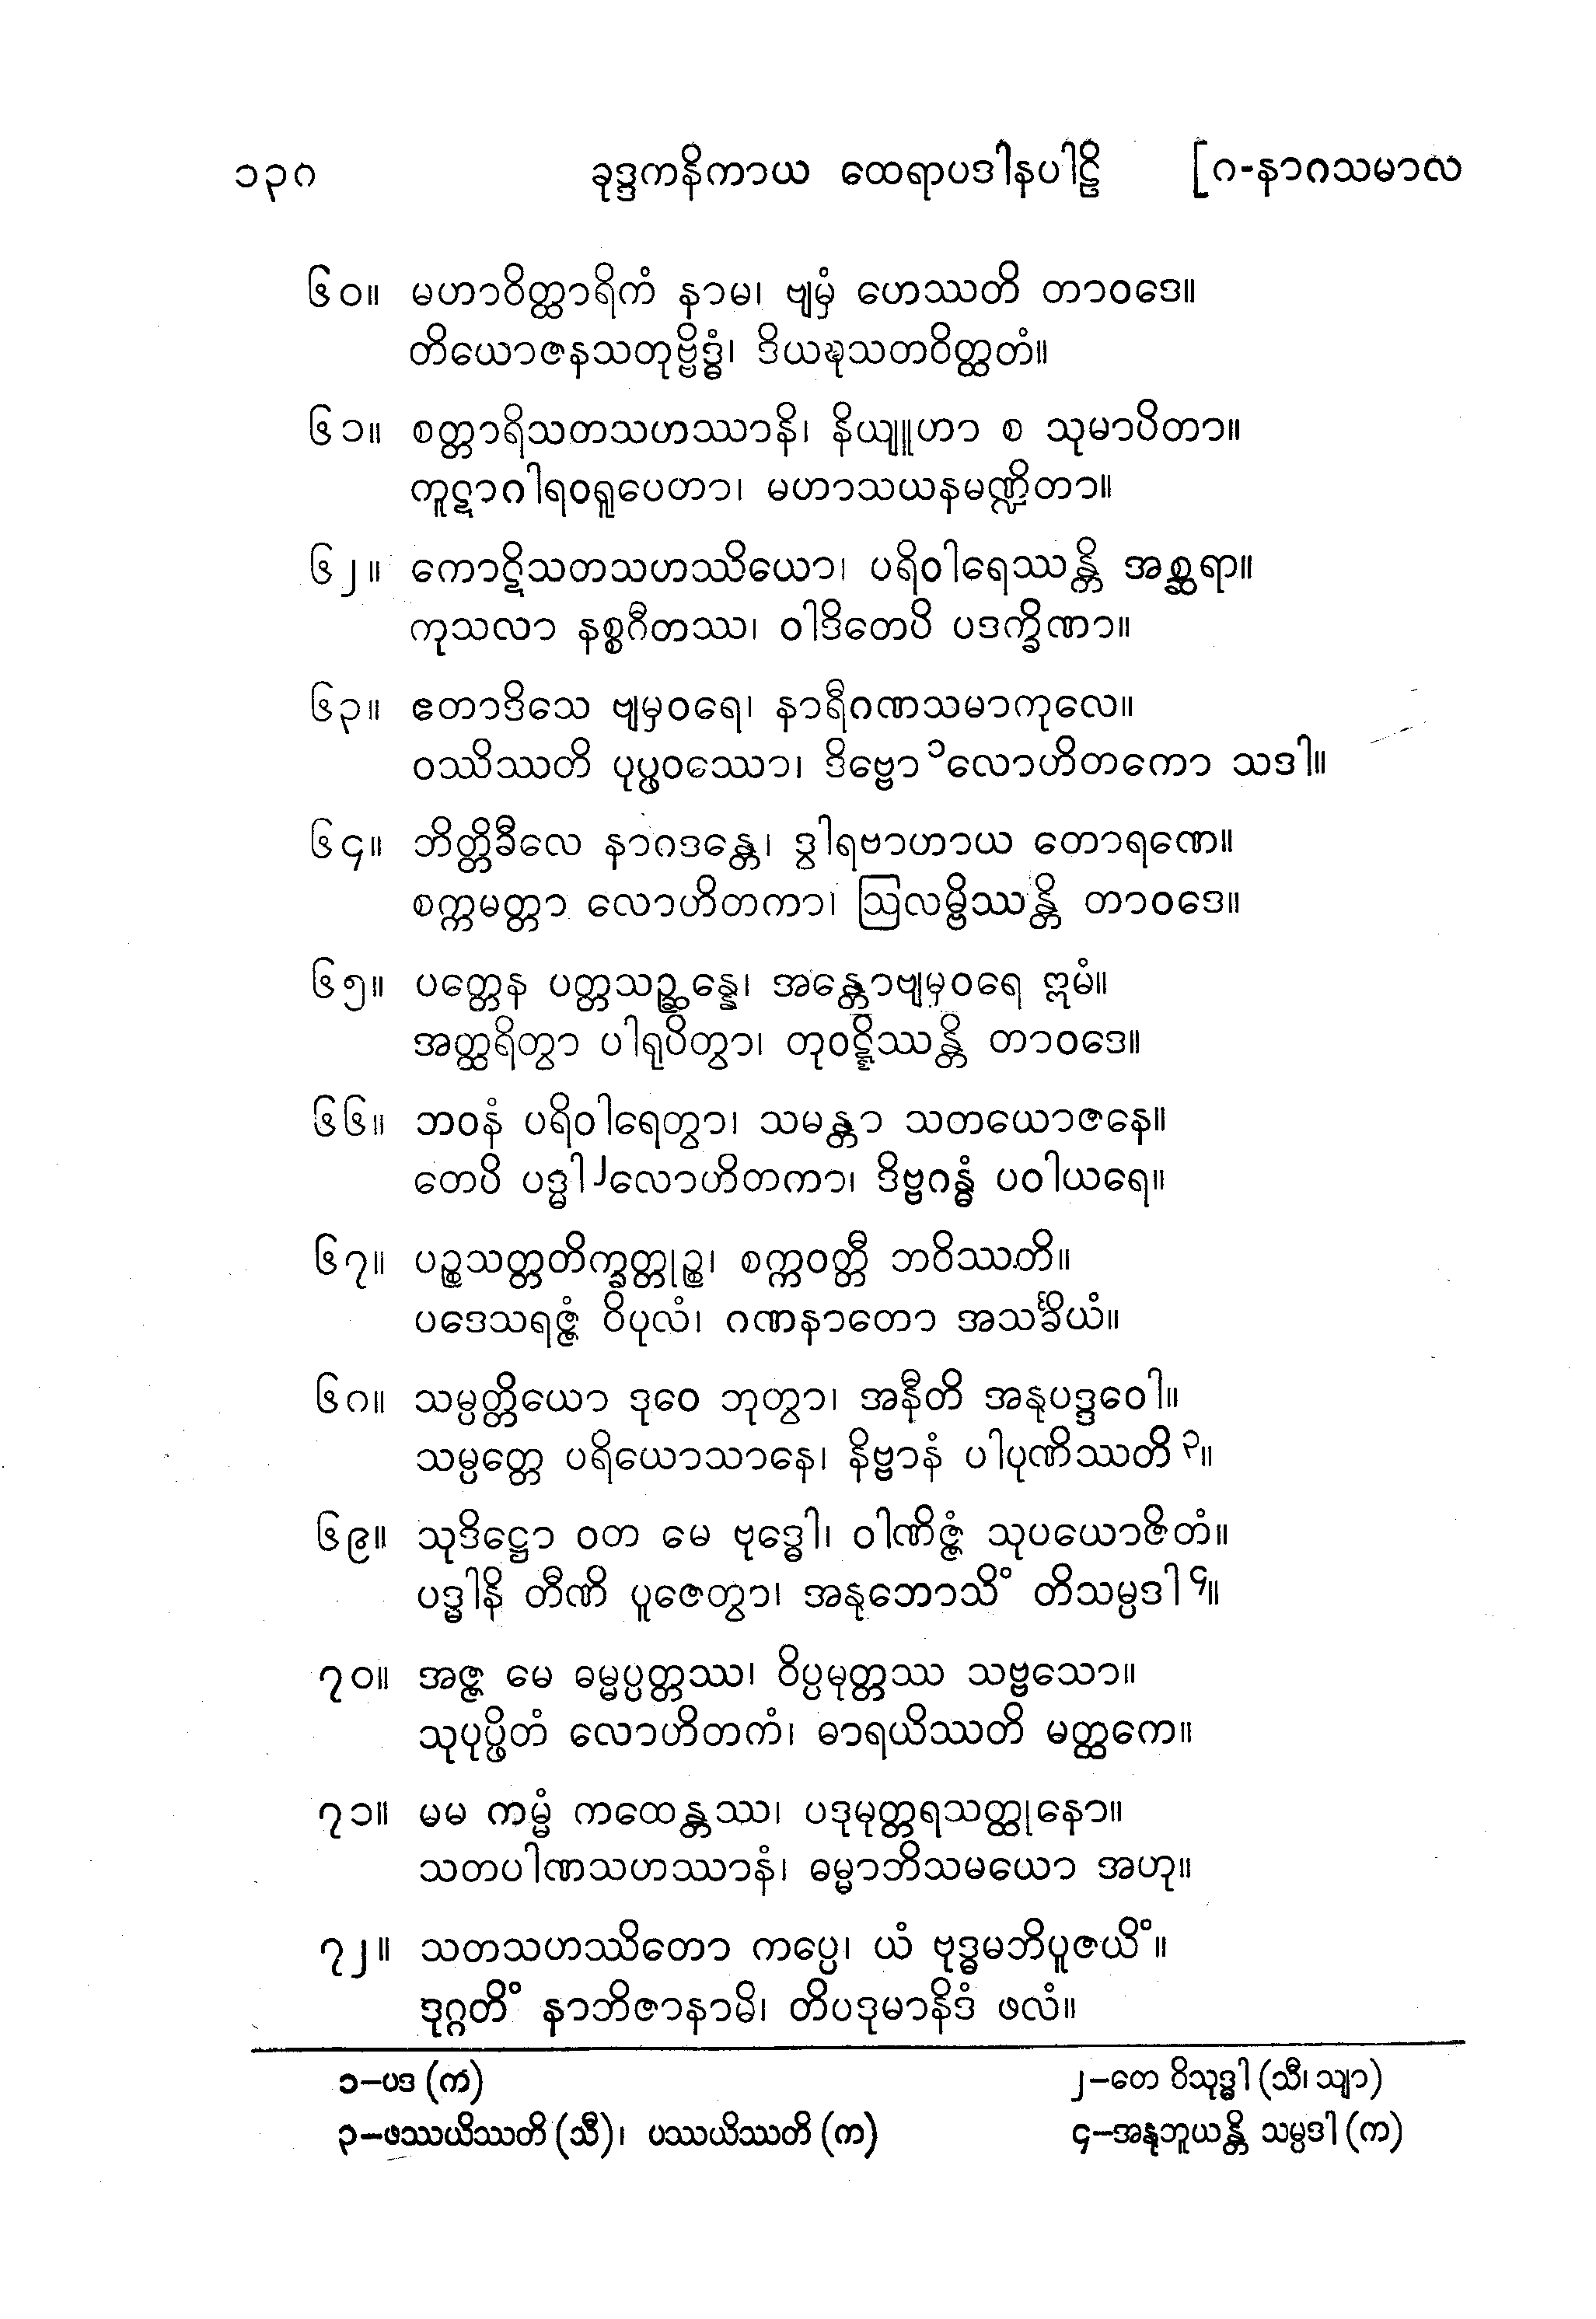 ၁၃၈ ခုဒ္ဒကနိကာယ ထေရာပဒါနပါဠိ [၈-နာဂသမာလ
၆၀။ မဟာဝိတ္ထာရိကံ နာမ၊ ဗျမှံ ဟေဿတိ တာဝဒေ။
တိယောဇနသတုဗ္ဗိဒ္ဓံ၊ ဒိယဍ္ဎသတဝိတ္ထတံ။
၆၁။ စတ္တာရိသတသဟဿာနိ၊ နိယျူဟာ စ သုမာပိတာ။
ကူဋာဂါရဝရူပေတာ၊ မဟာသယနမဏ္ဍိတာ။
၆၂။ ကောဋိသတသဟဿိယော၊ ပရိဝါရေဿန္တိ အစ္ဆရာ။
ကုသလာ နစ္စဂီတဿ၊ ဝါဒိတေပိ ပဒက္ခိဏာ။
၆၃။ ဧတာဒိသေ ဗျမှဝရေ၊ နာရီဂဏသမာကုလေ။
ဝဿိဿတိ ပုပ္ဖဝဿော၊ ဒိဗ္ဗော ၁လောဟိတကော သဒါ။
၆၄။ ဘိတ္တိခီလေ နာဂဒန္တေ၊ ဒွါရဗာဟာယ တောရဏေ။
စက္ကမတ္တာ လောဟိတကာ၊ ဩလမ္ဗိဿန္တိ တာဝဒေ။
၆၅။ ပတ္တေန ပတ္တသဉ္ဆန္နေ၊ အန္တောဗျမှဝရေ ဣမံ။
အတ္ထရိတွာ ပါရုပိတွာ၊ တုဝဋ္ဋိဿန္တိ တာဝဒေ။
၆၆။ ဘဝနံ ပရိဝါရေတွာ၊ သမန္တာ သတယောဇနေ။
တေပိ ပဒ္မါ ၂လောဟိတကာ၊ ဒိဗ္ဗဂန္ဓံ ပဝါယရေ။
၆၇။ ပဉ္စသတ္တတိက္ခတ္တုဉ္စ၊ စက္ကဝတ္တီ ဘဝိဿတိ။
ပဒေသရဇ္ဇံ ဝိပုလံ၊ ဂဏနာတော အသင်္ခိယံ။
၆၈။ သမ္ပတ္တိယော ဒုဝေ ဘုတွာ၊ အနီတိ အနုပဒ္ဒဝေါ။
သမ္ပတ္တေ ပရိယောသာနေ၊ နိဗ္ဗာနံ ပါပုဏိဿတိ ၃။
၆၉။ သုဒိဋ္ဌော ဝတ မေ ဗုဒ္ဓေါ၊ ဝါဏိဇ္ဇံ သုပယောဇိတံ။
ပဒ္မါနိ တီဏိ ပူဇေတွာ၊ အနုဘောသိံ တိသမ္ပဒါ ၄။
၇၀။ အဇ္ဇ မေ ဓမ္မပ္ပတ္တဿ၊ ဝိပ္ပမုတ္တဿ သဗ္ဗသော။
သုပုပ္ဖိတံ လောဟိတကံ၊ ဓာရယိဿတိ မတ္ထကေ။
၇၁။ မမ ကမ္မံ ကထေန္တဿ၊ ပဒုမုတ္တရသတ္ထုနော။
သတပါဏသဟဿာနံ၊ ဓမ္မာဘိသမယော အဟု။
၇၂။ သတသဟဿိတော ကပ္ပေ၊ ယံ ဗုဒ္ဓမဘိပူဇယိံ။
ဒုဂ္ဂတိံ နာဘိဇာနာမိ၊ တိပဒုမာနိဒံ ဖလံ။
၁–ပဒ (က) ၂–တေ ဝိသုဒ္ဓါ (သီ၊ သျာ)
၃–ဖဿယိဿတိ (သီ)၊ ပဿယိဿတိ (က) ၄–အနုဘူယန္တိ သမ္ပဒါ (က)